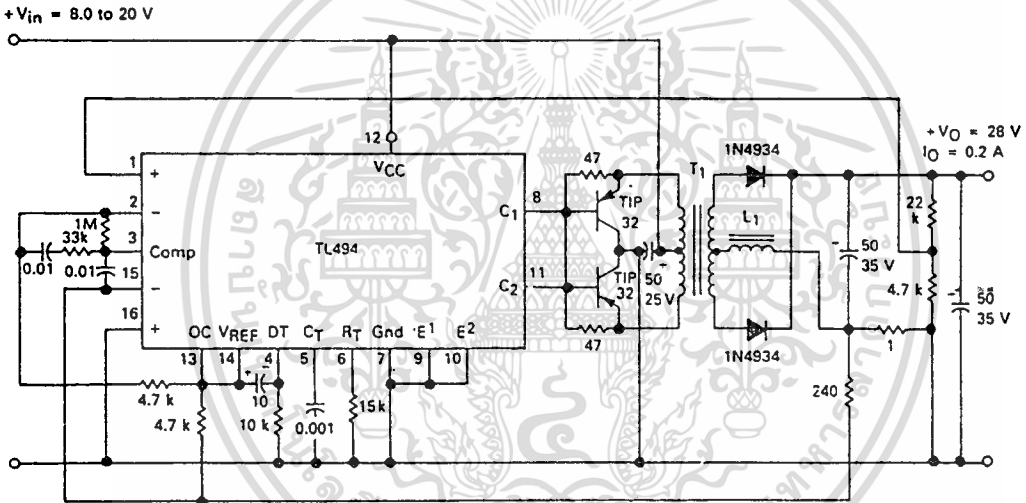 +Vin = 8.0 to 20 V
12
+VO = 28 V
IO = 0.2 A
1N4934
47
T1
1
+
VCC
8
C1
TIP
32
22
k
2
−
1M
33k
3
Comp
TL494
L1
+
50
25 V
50
35 V
0.01
0.01
15
−
11
C2
TIP
32
4.7 k
50
35 V
16
+
OC
VREF
DT
CT
RT
Gnd
E1
E2
13
14
4
5
6
7
9
10
47
1N4934
1
+
10
4.7 k
4.7 k
10 k
0.001
15k
240